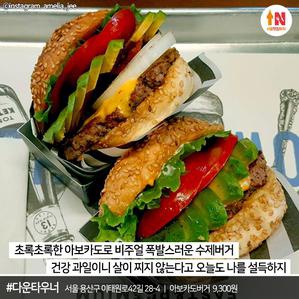 @instagram_amelia_jee
IN
초록초록한 아보카도로 비주얼 폭발스러운 수제버거
건강 과일이니 살이 찌지 않는다고 오늘도 나를 설득하지
#다운타우너 서울 용산구 이태원로42길 28-4 | 아보카도버거 9,300원